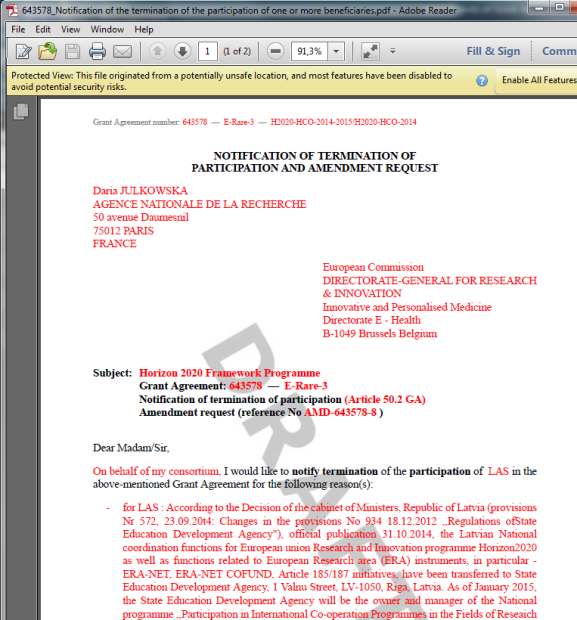 643578_Notification of the termination of the participation of one or more beneficiaries.pdf - Adobe Reader
File Edit View Window Help
1 (1 of 2) 91,3% Fill & Sign Comm
Protected View: This file originated from a potentially unsafe location, and most features have been disabled to
avoid potential security risks.
Enable All Features
Grant Agreement number: 643578 — E-Rare-3 — H2020-HCO-2014-2015/H2020-HCO-2014
NOTIFICATION OF TERMINATION OF
PARTICIPATION AND AMENDMENT REQUEST
Daria JULKOWSKA
AGENCE NATIONALE DE LA RECHERCHE
50 avenue Daumesnil
75012 PARIS
FRANCE
European Commission
DIRECTORATE-GENERAL FOR RESEARCH
& INNOVATION
Innovative and Personalised Medicine
Directorate E - Health
B-1049 Brussels Belgium
DRAFT
Subject: Horizon 2020 Framework Programme
Grant Agreement: 643578 — E-Rare-3
Notification of termination of participation (Article 50.2 GA)
Amendment request (reference No AMD-643578-8 )
Dear Madam/Sir,
On behalf of my consortium, I would like to notify termination of the participation of LAS in the
above-mentioned Grant Agreement for the following reason(s):
- for LAS : According to the Decision of the cabinet of Ministers, Republic of Latvia (provisions
Nr 572, 23.09.2014: Changes in the provisions No 934 18.12.2012 „Regulations ofState
Education Development Agency"), official publication 31.10.2014, the Latvian National
coordination functions for European union Research and Innovation programme Horizon2020
as well as functions related to European Research area (ERA) instruments, in particular -
ERA-NET, ERA-NET COFUND, Article 185/187 initiatives, have been transferred to State
Education Development Agency, 1 Valnu Street, LV-1050, Riga, Latvia. As of January 2015,
the State Education Development Agency will be the owner and manager of the National
programme „Participation in International Co-operation Programmes in the Fields of Reseaich